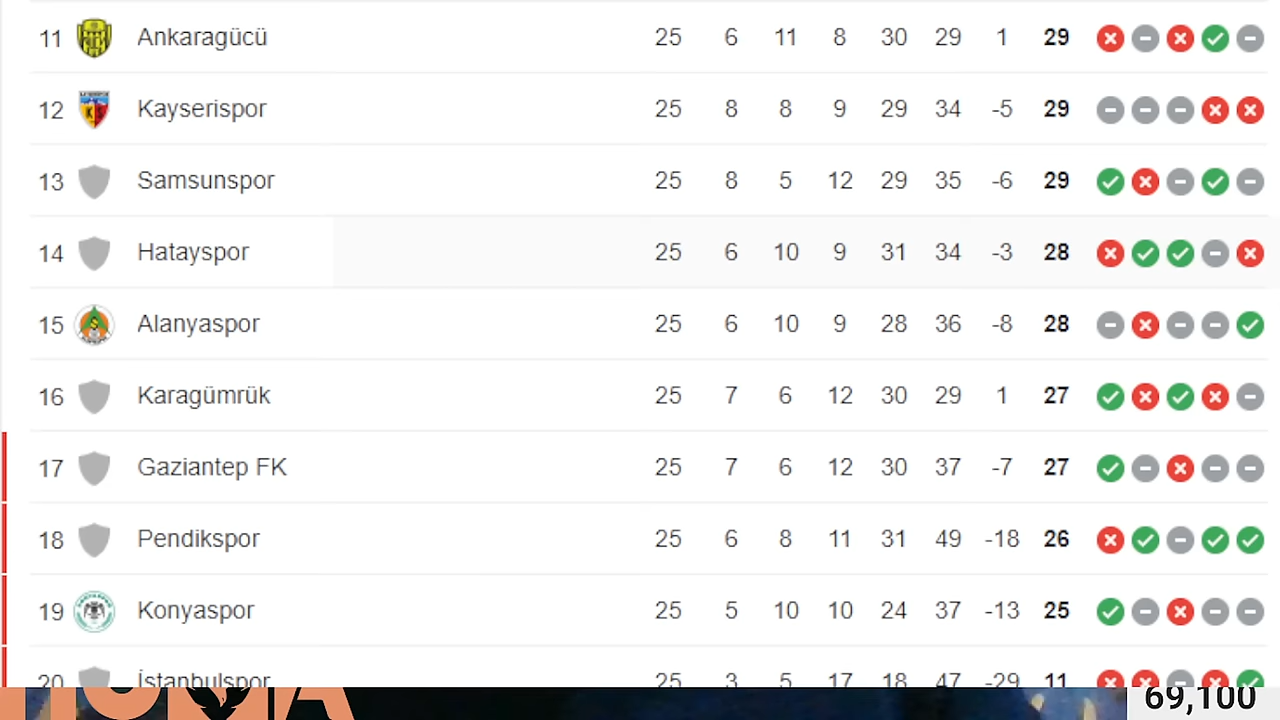 11 Ankaragücü 25 6 11 8 30 29 1 29
12 Kayserispor 25 8 8 9 29 34 -5 29
13 Samsunspor 25 8 5 12 29 35 -6 29
14 Hatayspor 25 6 10 9 31 34 -3 28
15 Alanyaspor 25 6 10 9 28 36 -8 28
16 Karagümrük 25 7 6 12 30 29 1 27
17 Gaziantep FK 25 7 6 12 30 37 -7 27
18 Pendikspor 25 6 8 11 31 49 -18 26
19 Konyaspor 25 5 10 10 24 37 -13 25
20 İstanbulspor 25 3 5 17 18 47 -29 11
69,100